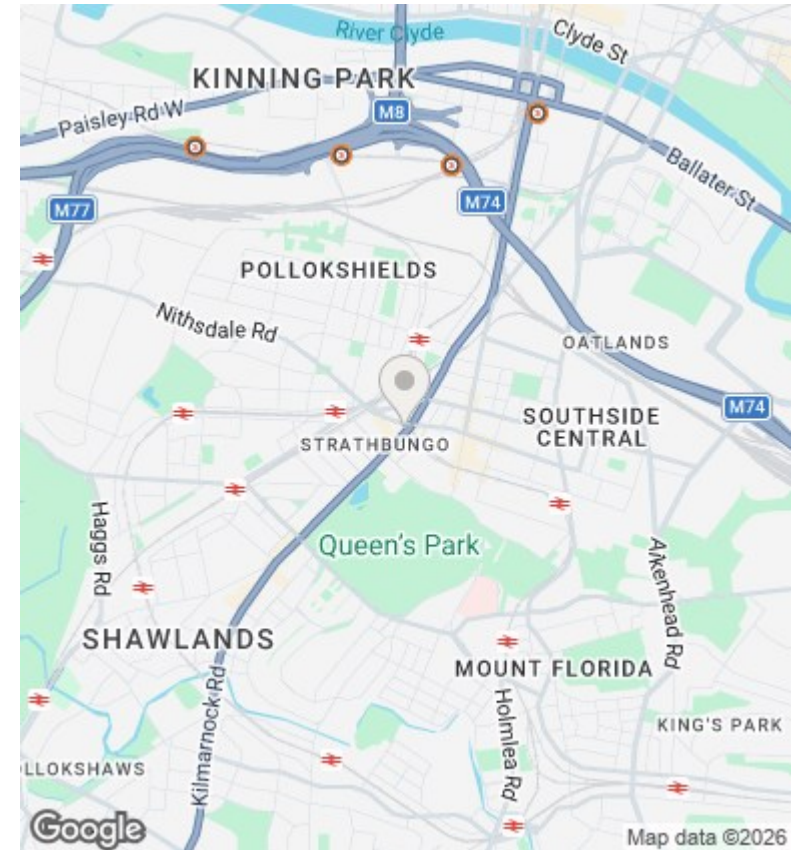 River Clyde
Clyde St
KINNING PARK
M8
Paisley Rd W
Ballater St
M77
M74
POLLOKSHIELDS
Nithsdale Rd
OATLANDS
M74
SOUTHSIDE
CENTRAL
STRATHBUNGO
Haggs Rd
Queen's Park
Aikenhead Rd
SHAWLANDS
MOUNT FLORIDA
Kilmarnock Rd
Holmlea Rd
KING'S PARK
OLLOKSHAWS
Google
Map data ©2026